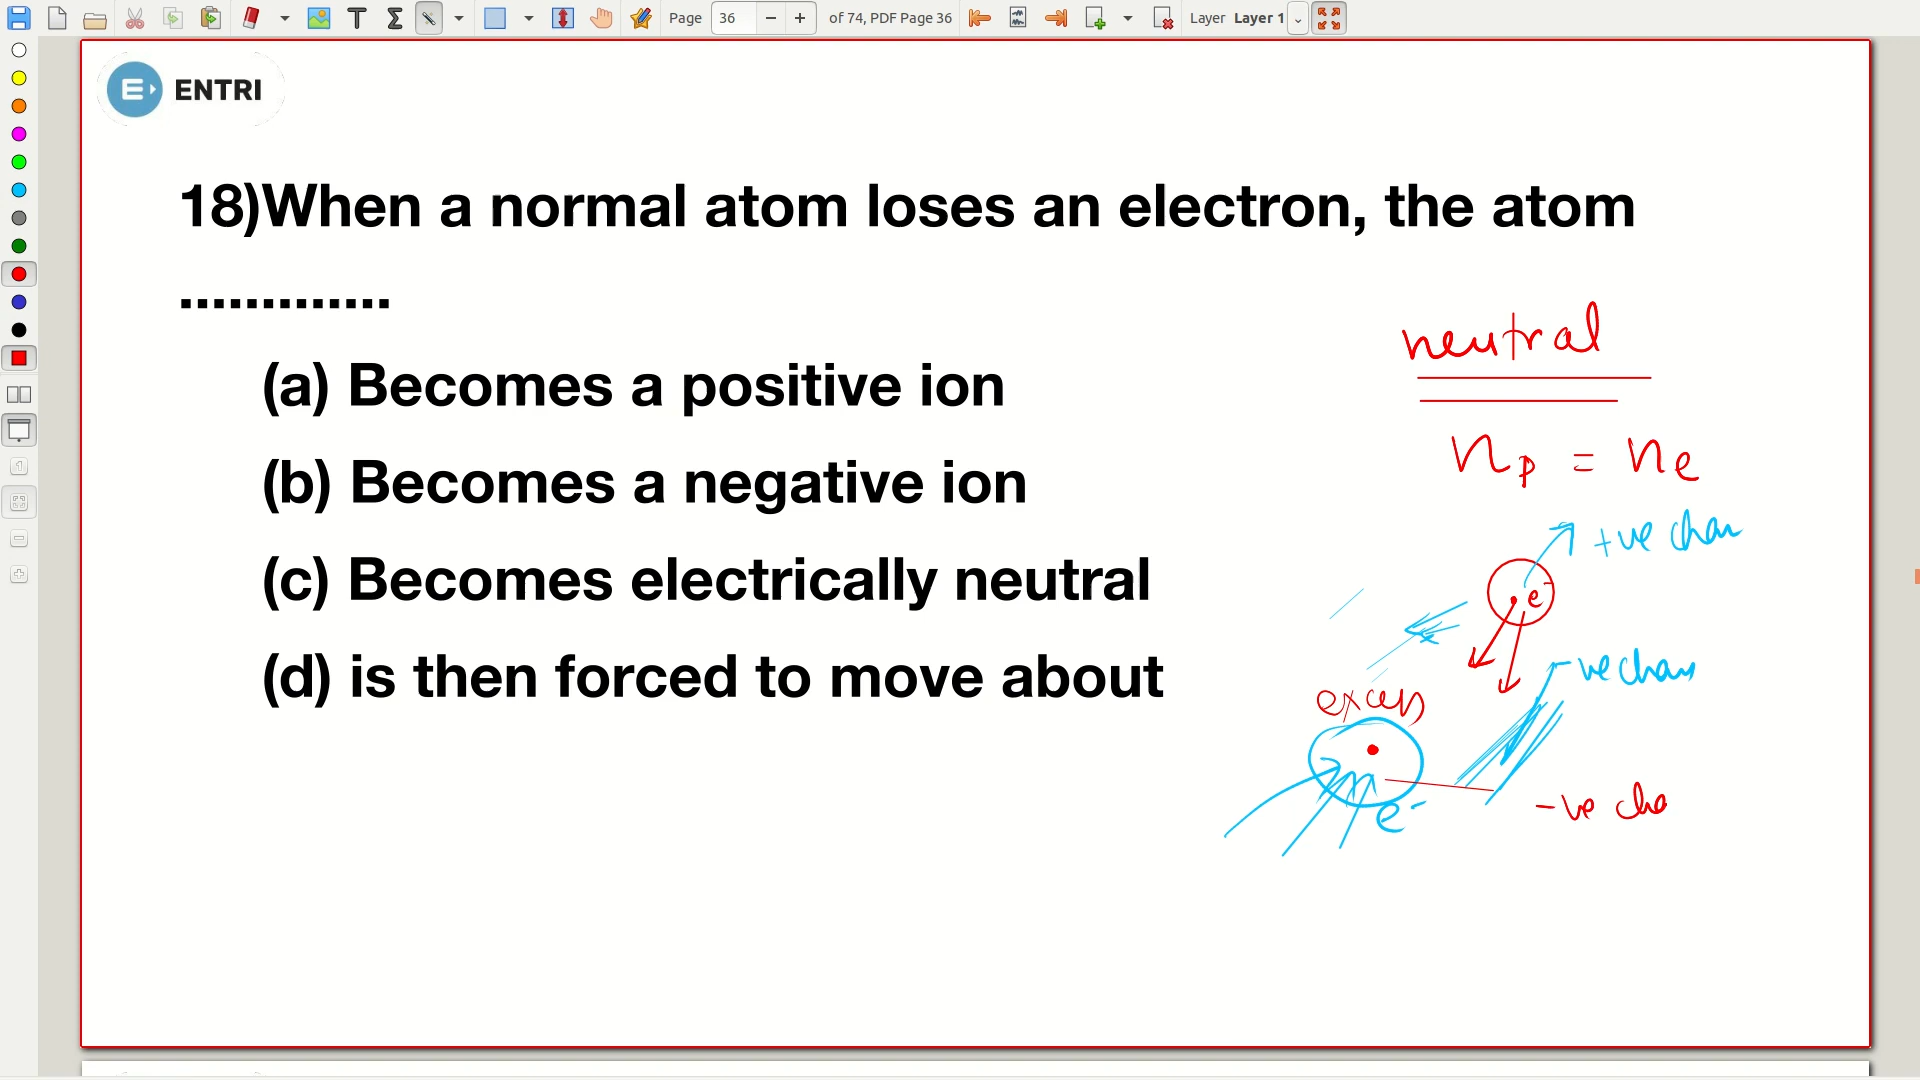 Page 36 of 74, PDF Page 36 Layer Layer 1
ENTRI
18)When a normal atom loses an electron, the atom
.............
(a) Becomes a positive ion
(b) Becomes a negative ion
(c) Becomes electrically neutral
(d) is then forced to move about
neutral
np = ne
+ve char
e-
-ve char
excess
e-
-ve cha